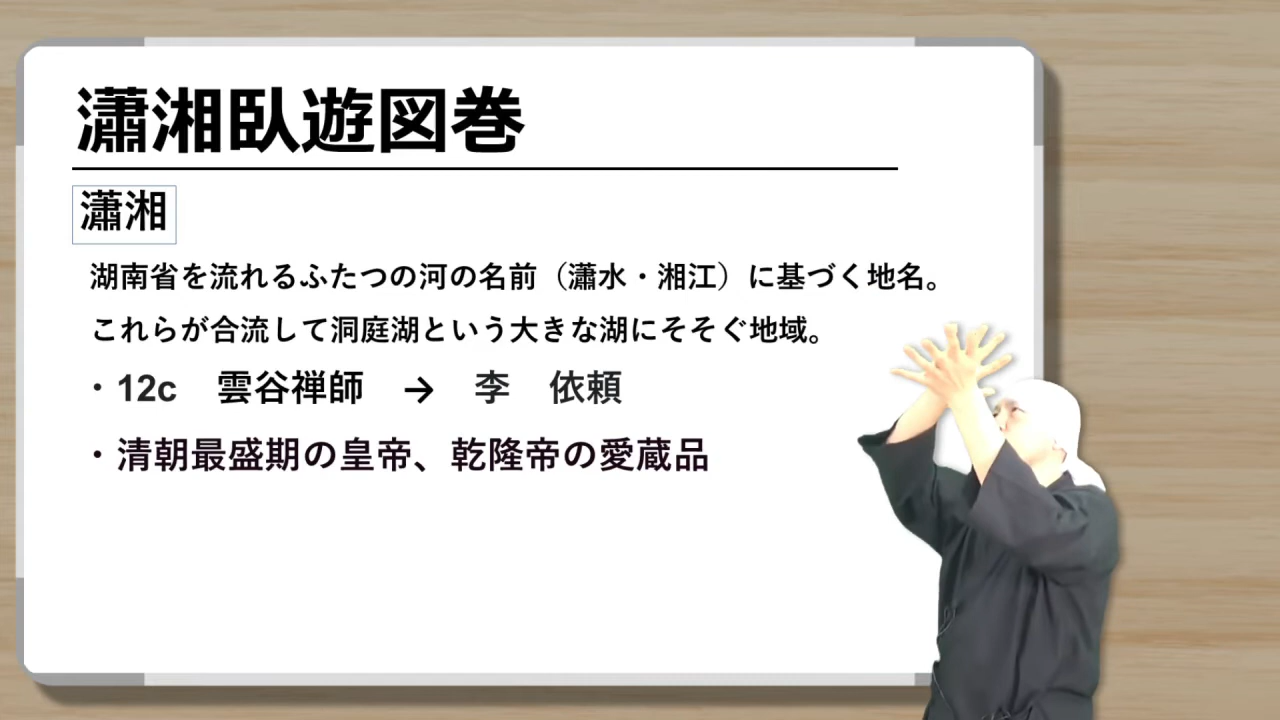 瀟湘臥遊図巻
瀟湘
湖南省を流れるふたつの河の名前（瀟水・湘江）に基づく地名。
これらが合流して洞庭湖という大きな湖にそそぐ地域。
・12c　雲谷禅師　→　李　依頼
・清朝最盛期の皇帝、乾隆帝の愛蔵品